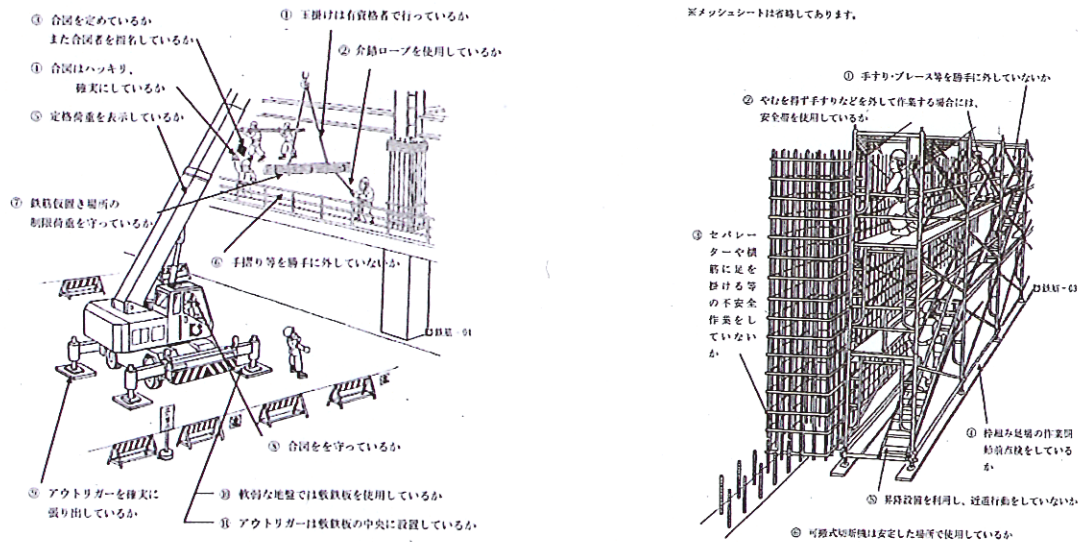 ③ 合図を定めているか
また合図者を指名しているか
① 玉掛けは有資格者で行っているか
② 介錯ロープを使用しているか
④ 合図はハッキリ、
確実にしているか
⑤ 定格荷重を表示しているか
⑦ 鉄筋仮置き場所の
制限荷重を守っているか
⑥ 手摺り等を勝手に外していないか
鉄筋-01
⑧ 合図をを守っているか
⑨ アウトリガーを確実に
張り出しているか
⑩ 軟弱な地盤では敷鉄板を使用しているか
⑪ アウトリガーは敷鉄板の中央に設置しているか
※メッシュシートは省略してあります。
① 手すり・ブレース等を勝手に外していないか
② やむを得ず手すりなどを外して作業する場合には、
安全帯を使用しているか
③ セパレー
ターや横
筋に足を
掛ける等
の不安全
作業をし
ていない
か
鉄筋-03
④ 枠組み足場の作業開
始前点検をしている
か
⑤ 昇降設備を利用し、近道行動をしていないか
⑥ 可搬式切断機は安定した場所で使用しているか